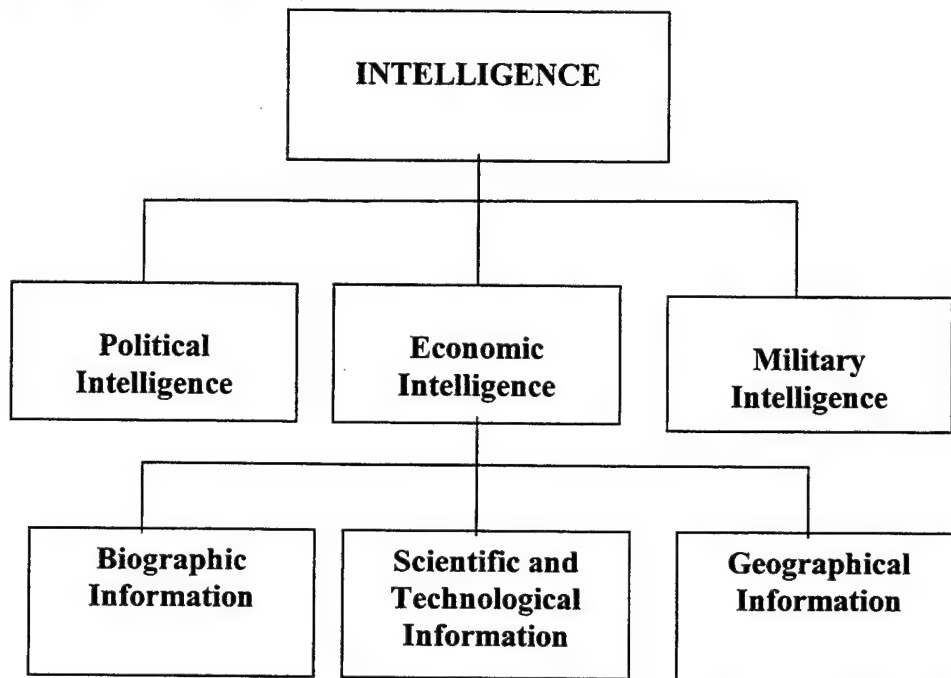 INTELLIGENCE
Political
Intelligence
Economic
Intelligence
Military
Intelligence
Biographic
Information
Scientific and
Technological
Information
Geographical
Information